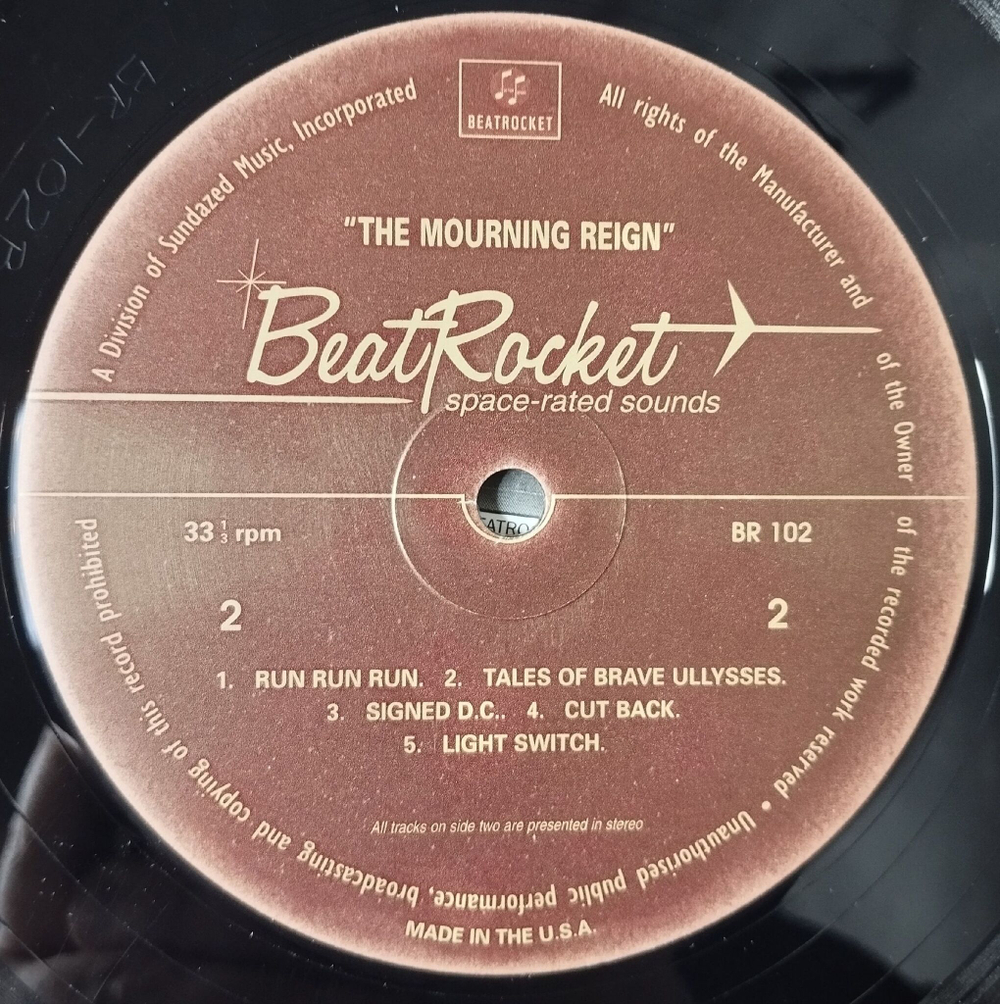 BEATROCKET
A Division of Sundazed Music, Incorporated
All rights of the Manufacturer and of the Owner of the recorded work reserved • Unauthorised public performance, broadcasting and copying of this record prohibited
"THE MOURNING REIGN"
BeatRocket
space-rated sounds
33 1/3 rpm
BR 102
2
2
1. RUN RUN RUN. 2. TALES OF BRAVE ULLYSSES.
3. SIGNED D.C.. 4. CUT BACK.
5. LIGHT SWITCH.
All tracks on side two are presented in stereo
MADE IN THE U.S.A.
EATRO